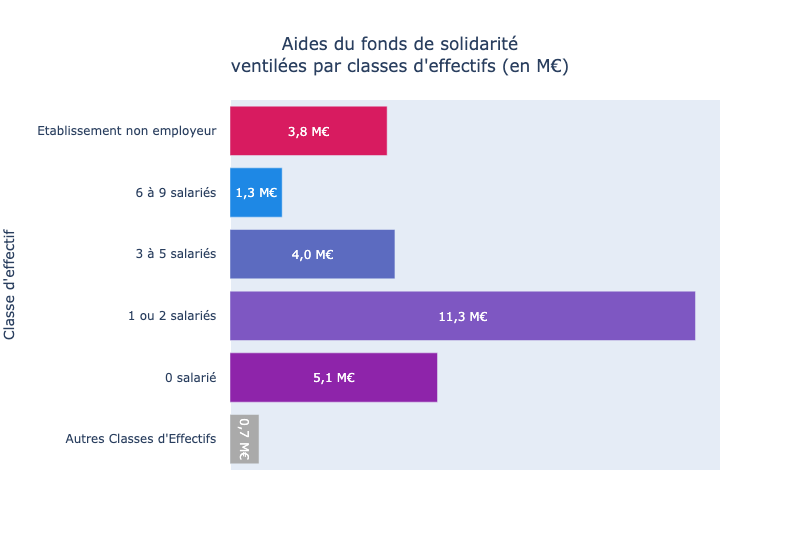 Aides du fonds de solidarité
ventilées par classes d'effectifs (en M€)
Classe d'effectif
Etablissement non employeur
3,8 M€
6 à 9 salariés
1,3 M€
3 à 5 salariés
4,0 M€
1 ou 2 salariés
11,3 M€
0 salarié
5,1 M€
Autres Classes d'Effectifs
0,7 M€